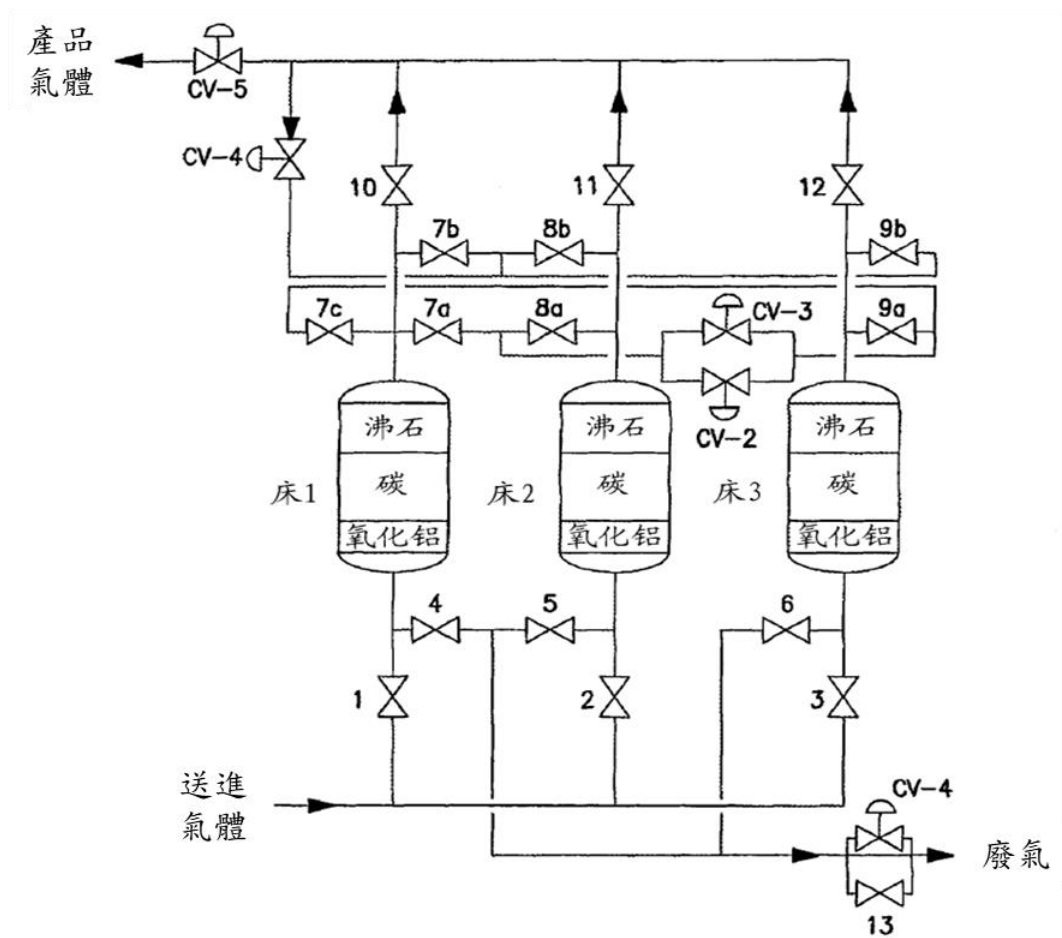 產品
氣體
CV-5
CV-4
10
11
12
7b
8b
9b
7c
7a
8a
CV-3
9a
CV-2
沸石
沸石
沸石
床1
碳
床2
碳
床3
碳
氧化铝
氧化铝
氧化铝
4
5
6
1
2
3
送進
氣體
CV-4
廢氣
13